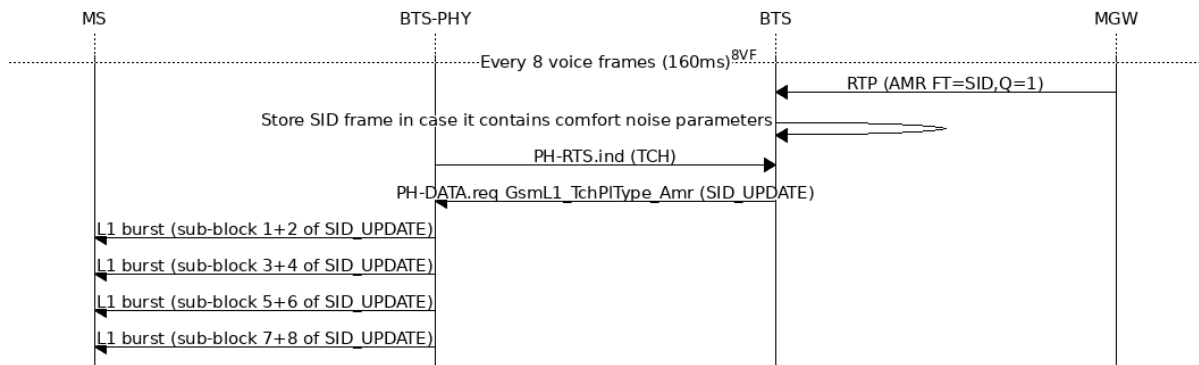 MS BTS-PHY BTS MGW
Every 8 voice frames (160ms)8VF
RTP (AMR FT=SID,Q=1)
Store SID frame in case it contains comfort noise parameters
PH-RTS.ind (TCH)
PH-DATA.req GsmL1_TchPlType_Amr (SID_UPDATE)
L1 burst (sub-block 1+2 of SID_UPDATE)
L1 burst (sub-block 3+4 of SID_UPDATE)
L1 burst (sub-block 5+6 of SID_UPDATE)
L1 burst (sub-block 7+8 of SID_UPDATE)